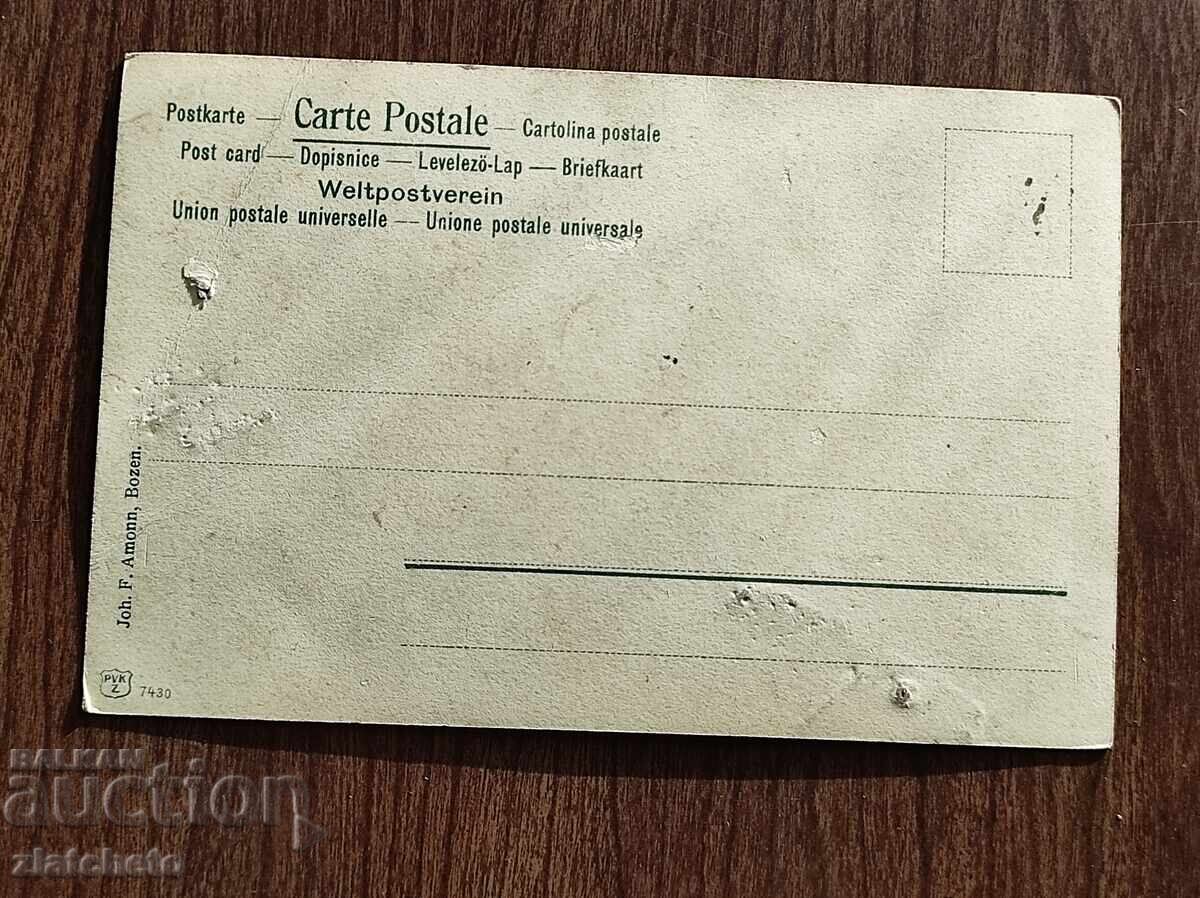 Postkarte — Carte Postale — Cartolina postale
Post card — Dopisnice — Levelezö-Lap — Briefkaart
Weltpostverein
Union postale universelle — Unione postale universale
Joh. F. Amonn, Bozen.
PVK
Z
7430
BALKAN
auction
zlatcheto